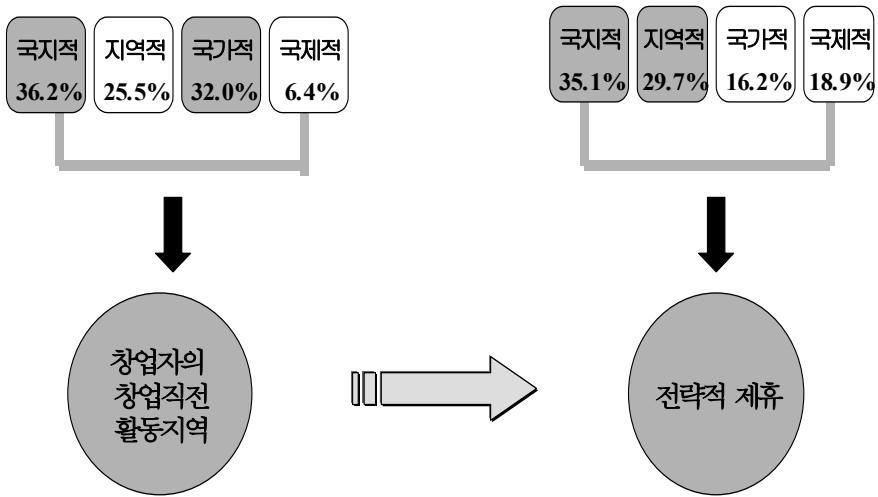 국지적 지역적 국가적 국제적
36.2% 25.5% 32.0% 6.4%
국지적 지역적 국가적 국제적
35.1% 29.7% 16.2% 18.9%
창업자의
창업직전
활동지역
전략적 제휴